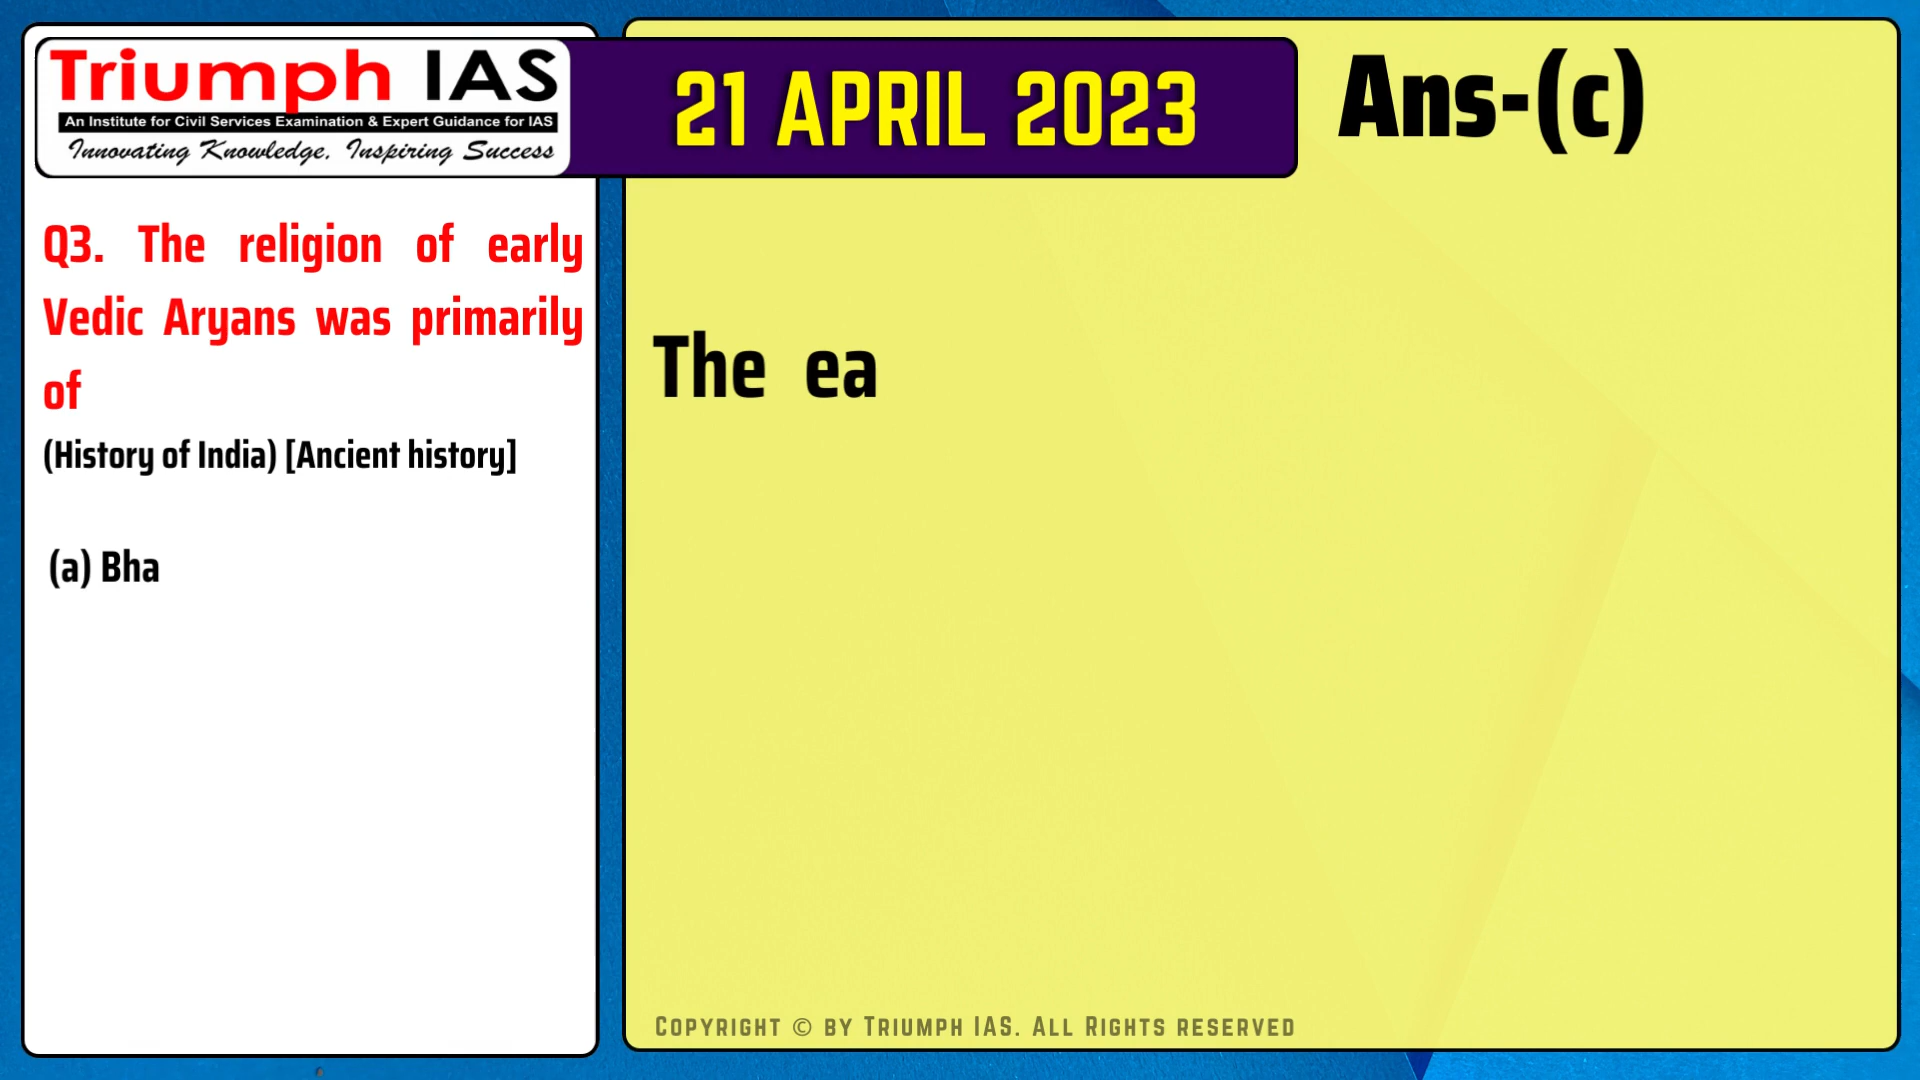 Triumph IAS
An Institute for Civil Services Examination & Expert Guidance for IAS
Innovating Knowledge, Inspiring Success
21 APRIL 2023
Ans-(c)
Q3. The religion of early
Vedic Aryans was primarily
of
(History of India) [Ancient history]
(a) Bha
The ea
COPYRIGHT © BY TRIUMPH IAS. ALL RIGHTS RESERVED